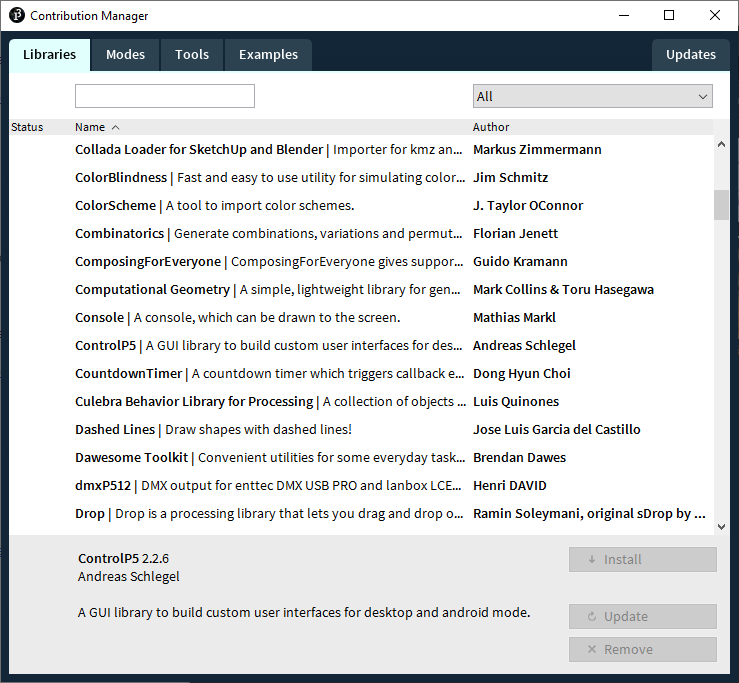 Contribution Manager
Libraries Modes Tools Examples Updates
All
Status Name Author
Collada Loader for SketchUp and Blender | Importer for kmz an... Markus Zimmermann
ColorBlindness | Fast and easy to use utility for simulating color... Jim Schmitz
ColorScheme | A tool to import color schemes. J. Taylor OConnor
Combinatorics | Generate combinations, variations and permut... Florian Jenett
ComposingForEveryone | ComposingForEveryone gives suppor... Guido Kramann
Computational Geometry | A simple, lightweight library for gen... Mark Collins & Toru Hasegawa
Console | A console, which can be drawn to the screen. Mathias Markl
ControlP5 | A GUI library to build custom user interfaces for des... Andreas Schlegel
CountdownTimer | A countdown timer which triggers callback e... Dong Hyun Choi
Culebra Behavior Library for Processing | A collection of objects ... Luis Quinones
Dashed Lines | Draw shapes with dashed lines! Jose Luis Garcia del Castillo
Dawesome Toolkit | Convenient utilities for some everyday task... Brendan Dawes
dmxP512 | DMX output for enttec DMX USB PRO and lanbox LCE... Henri DAVID
Drop | Drop is a processing library that lets you drag and drop o... Ramin Soleymani, original sDrop by ...
ControlP5 2.2.6
Andreas Schlegel
Install
A GUI library to build custom user interfaces for desktop and android mode.
Update
Remove